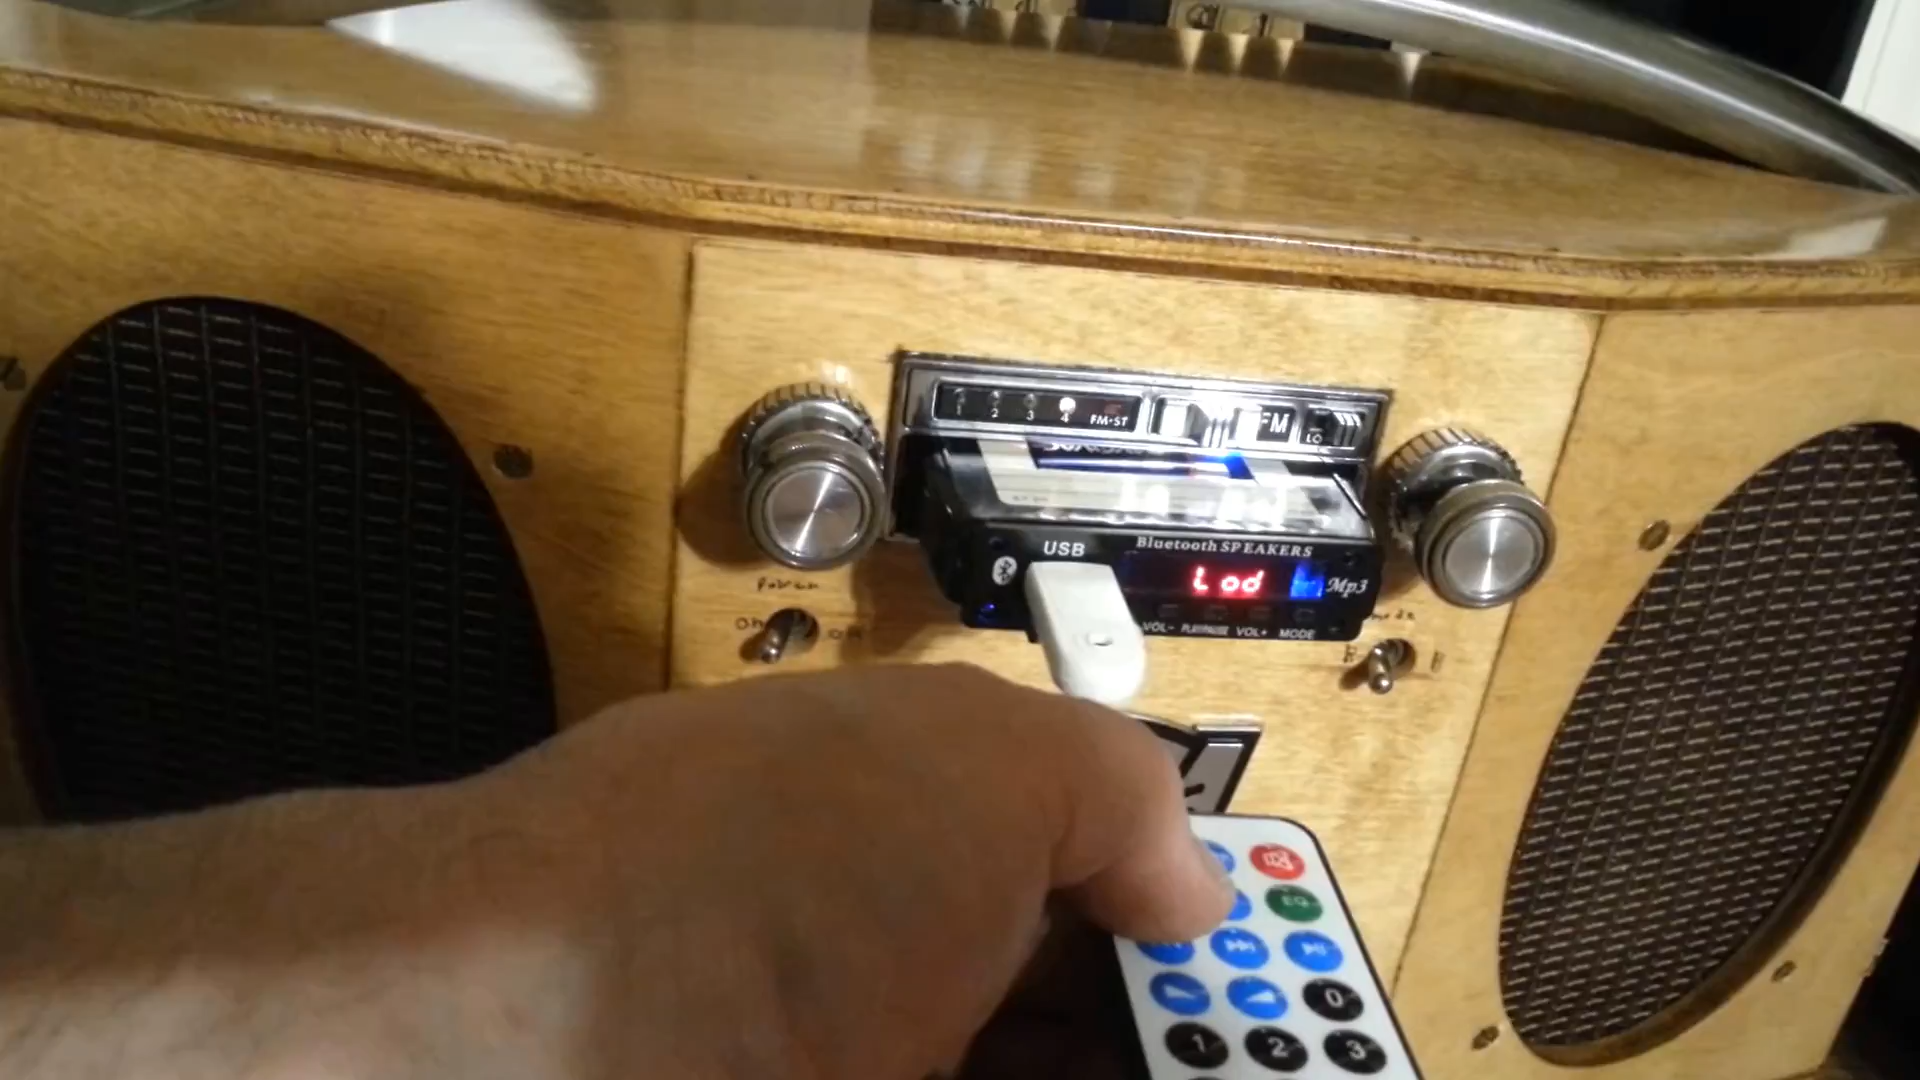 1 2 3 4 FM-ST FM LO
USB Bluetooth SPEAKERS
Lod Mp3
VOL- PLAY/PAUSE VOL+ MODE
Power
EQ
0
1 2 3